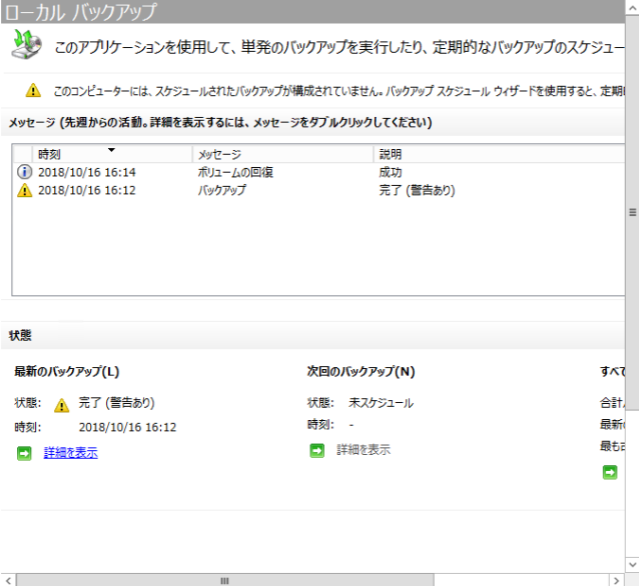 ローカル バックアップ
このアプリケーションを使用して、単発のバックアップを実行したり、定期的なバックアップのスケジュー
このコンピューターには、スケジュールされたバックアップが構成されていません。バックアップ スケジュール ウィザードを使用すると、定期
メッセージ (先週からの活動。詳細を表示するには、メッセージをダブルクリックしてください)
時刻 メッセージ 説明
2018/10/16 16:14 ボリュームの回復 成功
2018/10/16 16:12 バックアップ 完了 (警告あり)
状態
最新のバックアップ(L) 次回のバックアップ(N) すべて
状態: 完了 (警告あり) 状態: 未スケジュール 合計
時刻: 2018/10/16 16:12 時刻: - 最新
詳細を表示 詳細を表示 最も